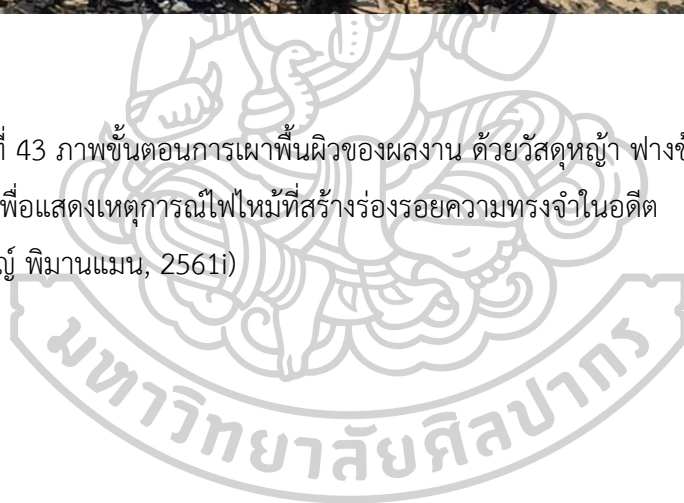 ที่ 43 ภาพขั้นตอนการเผาพื้นผิวของผลงาน ด้วยวัสดุหญ้า ฟาง
พื่อแสดงเหตุการณ์ไฟไหม้ที่สร้างร่องรอยความทรงจำในอดีต
ญ์ พิมานแมน, 2561i)
มหาวิทยาลัยศิลปากร